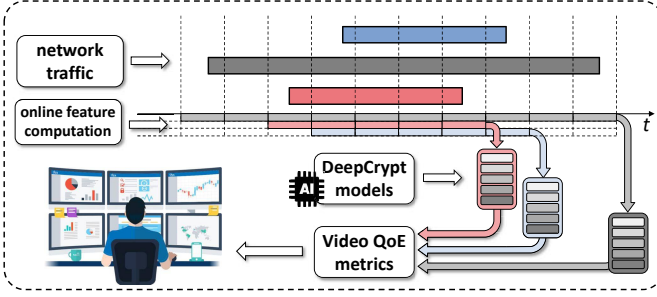 network
traffic
online feature
computation
t
DeepCrypt
models
AI
Video QoE
metrics